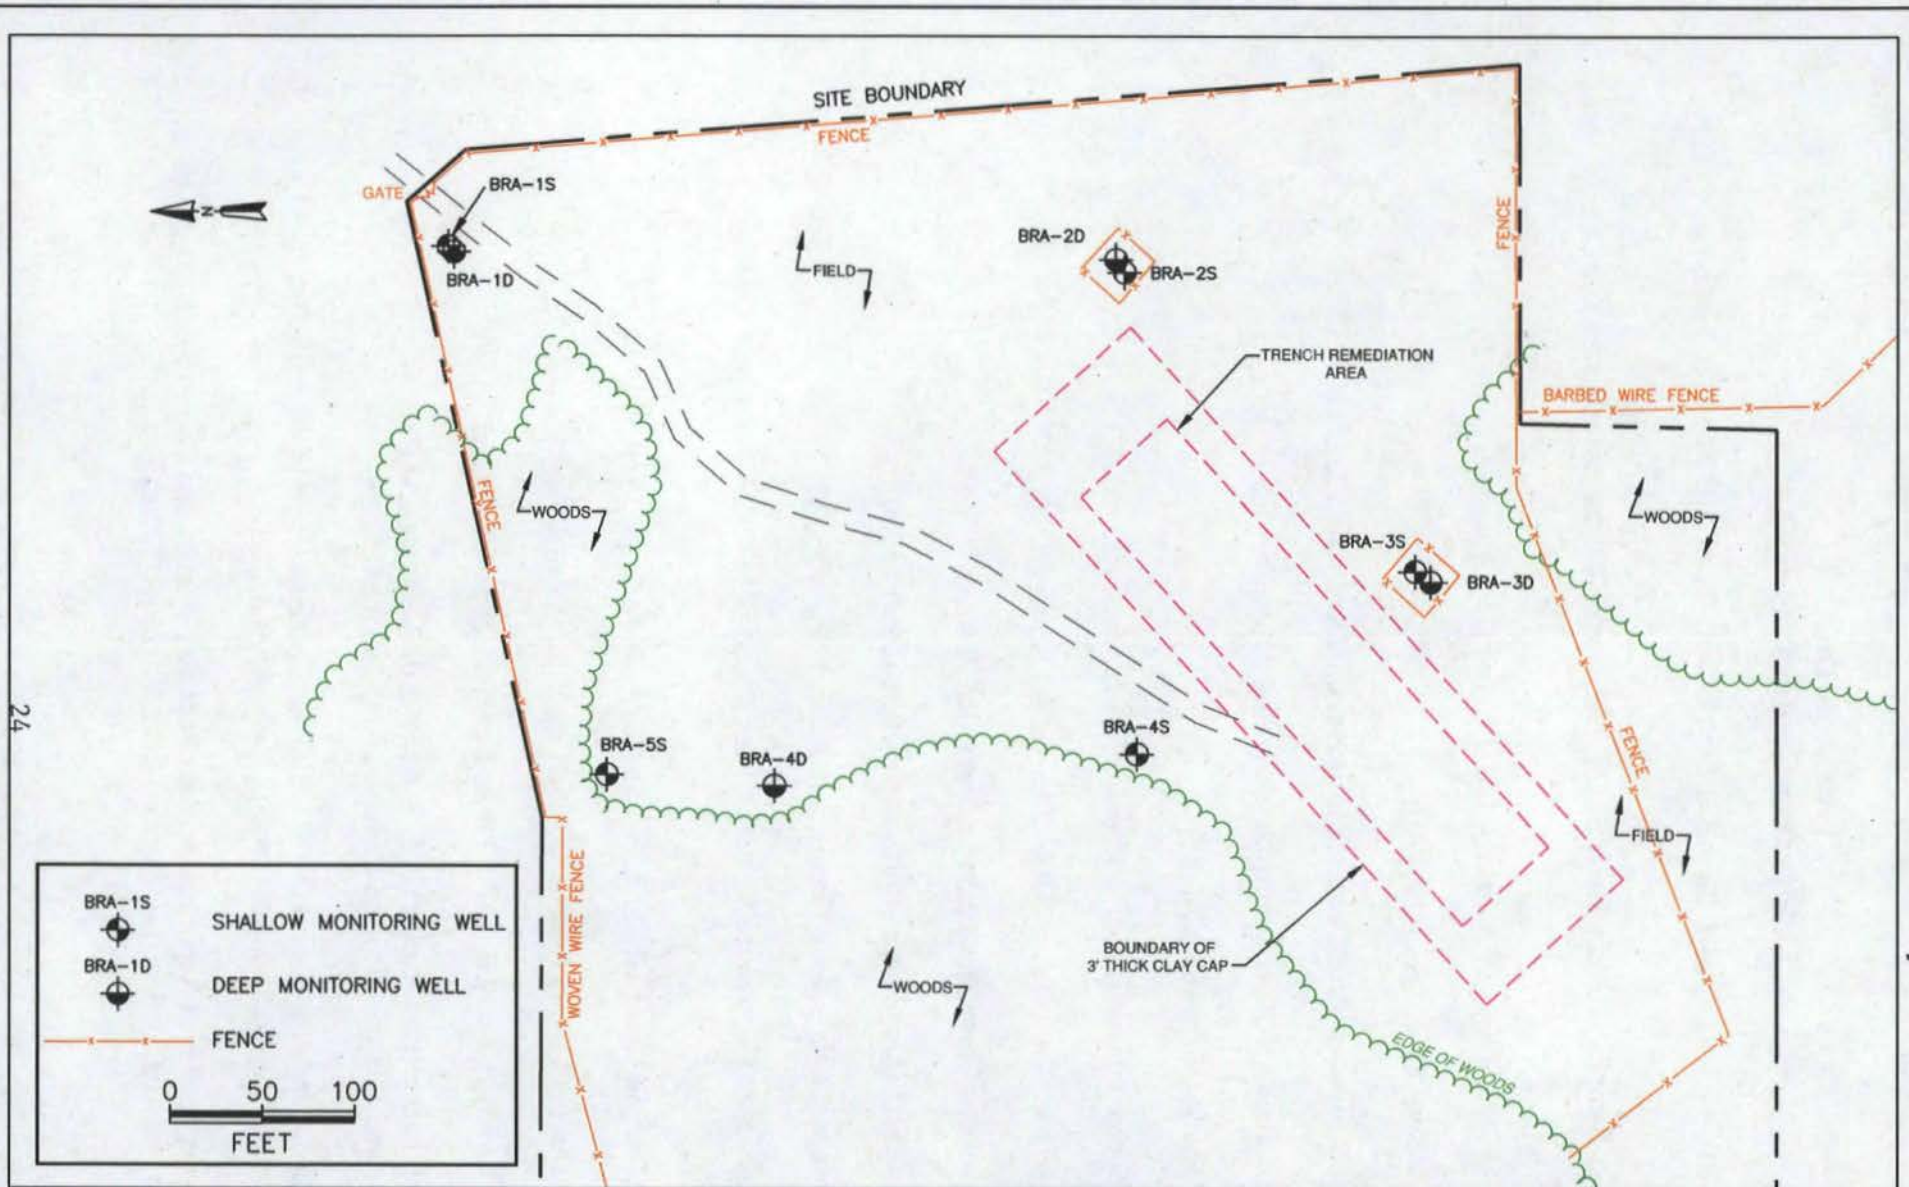 SITE BOUNDARY
FENCE
GATE
BRA-1S
N
BRA-1D
FIELD
BRA-2D
BRA-2S
FENCE
TRENCH REMEDIATION
AREA
BARBED WIRE FENCE
FENCE
WOODS
WOODS
BRA-3S
BRA-3D
24
BRA-5S
BRA-4D
BRA-4S
FENCE
FIELD
WOVEN WIRE FENCE
BOUNDARY OF
3' THICK CLAY CAP
WOODS
EDGE OF WOODS
BRA-1S
SHALLOW MONITORING WELL
BRA-1D
DEEP MONITORING WELL
FENCE
0 50 100
FEET